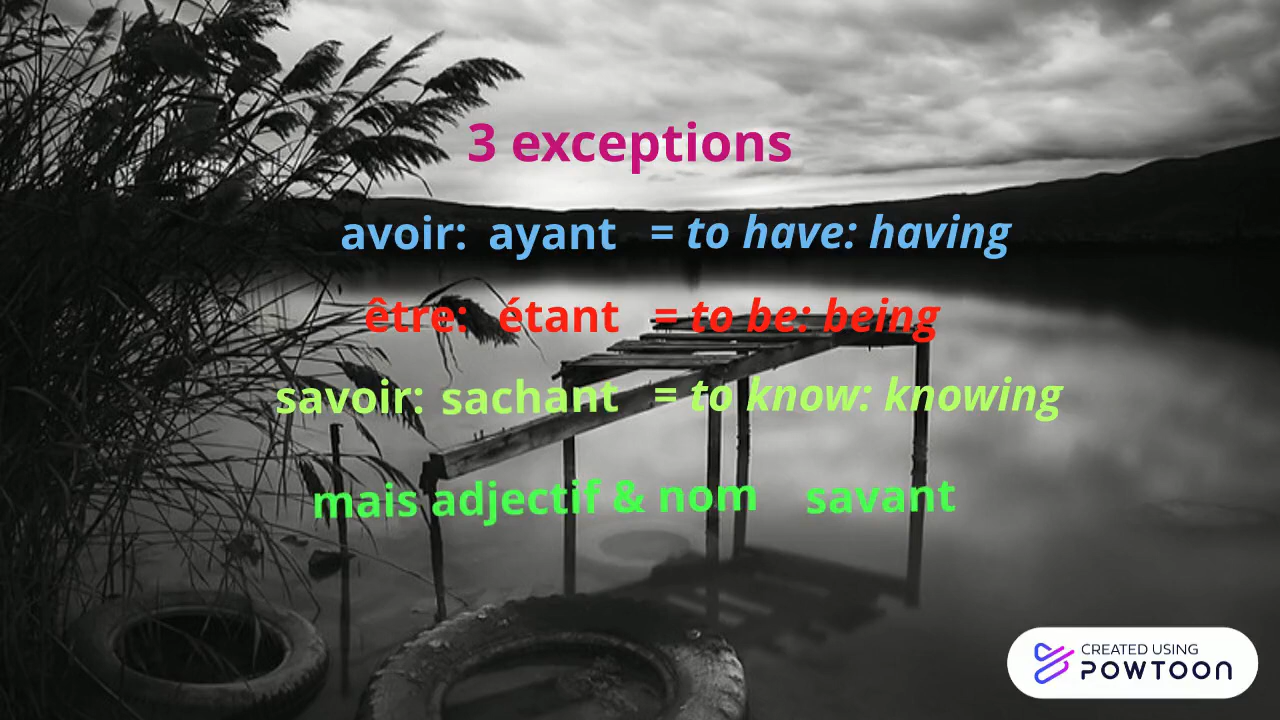 3 exceptions
avoir: ayant = to have: having
être: étant = to be: being
savoir: sachant = to know: knowing
mais adjectif & nom savant
CREATED USING
POWTOON